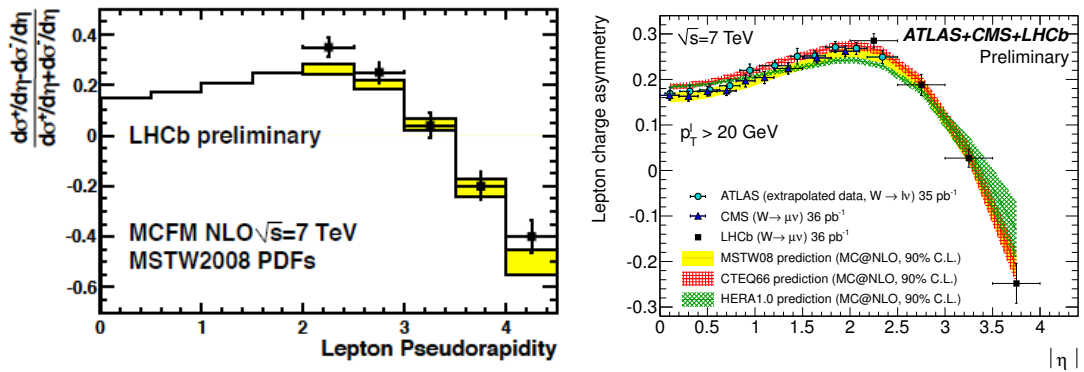 dσ⁺/dη-dσ⁻/dη
dσ⁺/dη+dσ⁻/dη
0.4
0.2
0
-0.2
-0.4
-0.6
LHCb preliminary
MCFM NLO√s=7 TeV
MSTW2008 PDFs
0 1 2 3 4
Lepton Pseudorapidity
Lepton charge asymmetry
0.3
0.2
0.1
0
-0.1
-0.2
-0.3
√s=7 TeV
ATLAS+CMS+LHCb
Preliminary
p_T^l > 20 GeV
ATLAS (extrapolated data, W → lν) 35 pb⁻¹
CMS (W→ μν) 36 pb⁻¹
LHCb (W→ μν) 36 pb⁻¹
MSTW08 prediction (MC@NLO, 90% C.L.)
CTEQ66 prediction (MC@NLO, 90% C.L.)
HERA1.0 prediction (MC@NLO, 90% C.L.)
0 0.5 1 1.5 2 2.5 3 3.5 4
|η|